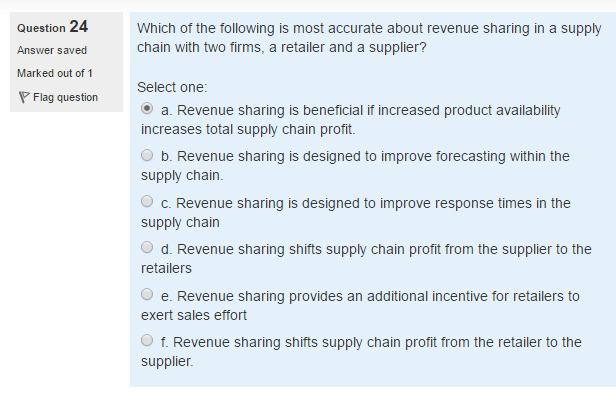 Question 24
Answer saved
Marked out of 1
Flag question
Which of the following is most accurate about revenue sharing in a supply
chain with two firms, a retailer and a supplier?
Select one:
a. Revenue sharing is beneficial if increased product availability
increases total supply chain profit.
b. Revenue sharing is designed to improve forecasting within the
supply chain.
c. Revenue sharing is designed to improve response times in the
supply chain
d. Revenue sharing shifts supply chain profit from the supplier to the
retailers
e. Revenue sharing provides an additional incentive for retailers to
exert sales effort
f. Revenue sharing shifts supply chain profit from the retailer to the
supplier.